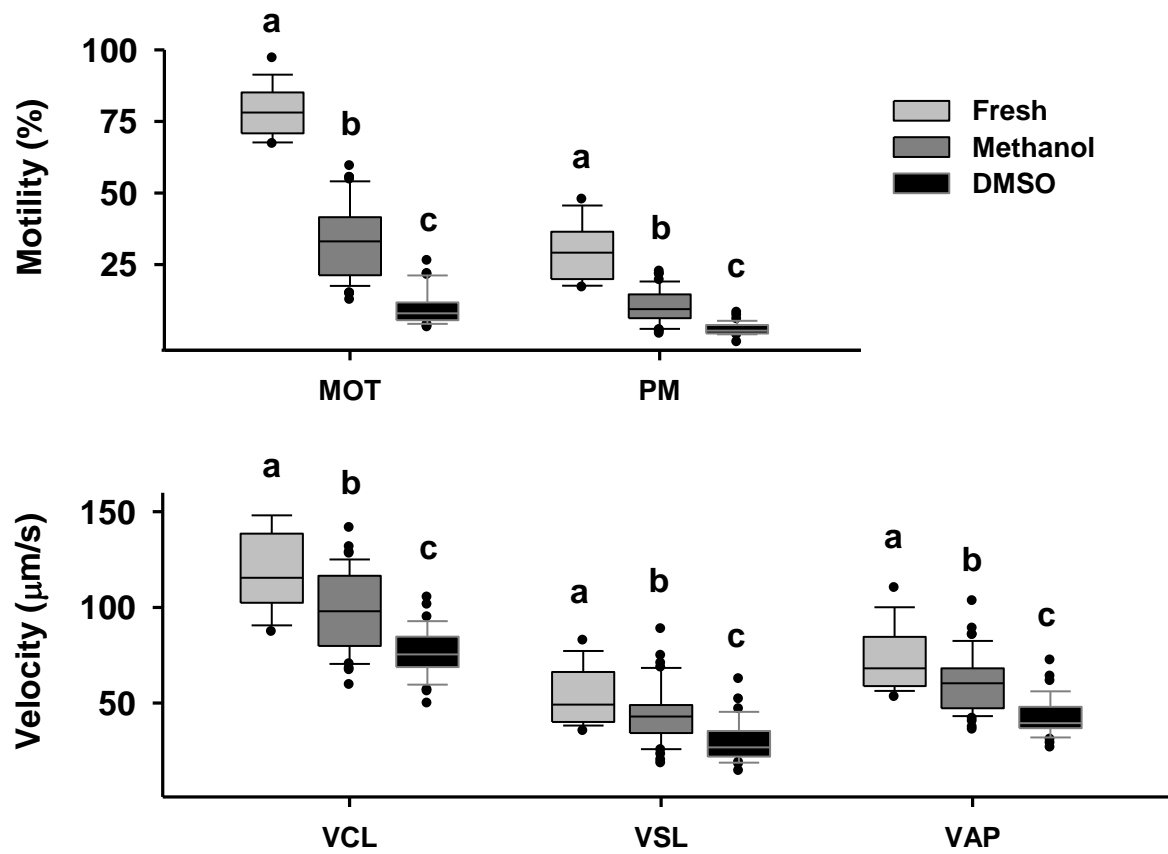 a
100
Fresh
75
b
Methanol
a
DMSO
Motility (%)
50
c
b
25
c
MOT
PM
a
b
150
a
c
a
b
b
Velocity (μm/s)
100
c
c
50
VCL
VSL
VAP